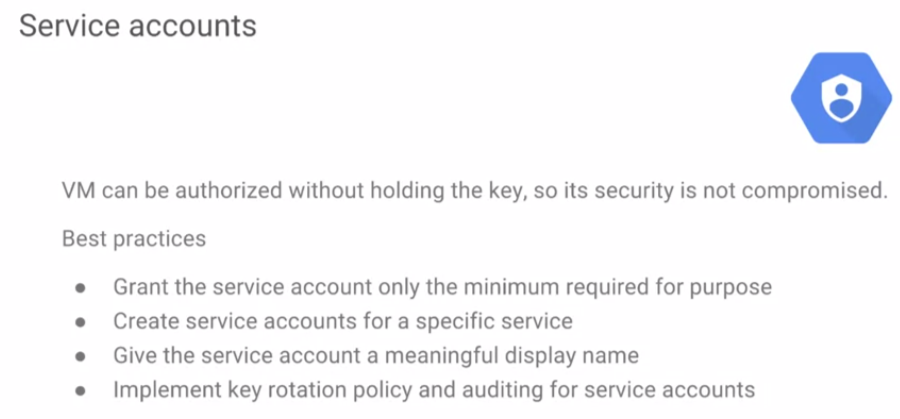 Service accounts
VM can be authorized without holding the key, so its security is not compromised.
Best practices
● Grant the service account only the minimum required for purpose
● Create service accounts for a specific service
● Give the service account a meaningful display name
● Implement key rotation policy and auditing for service accounts